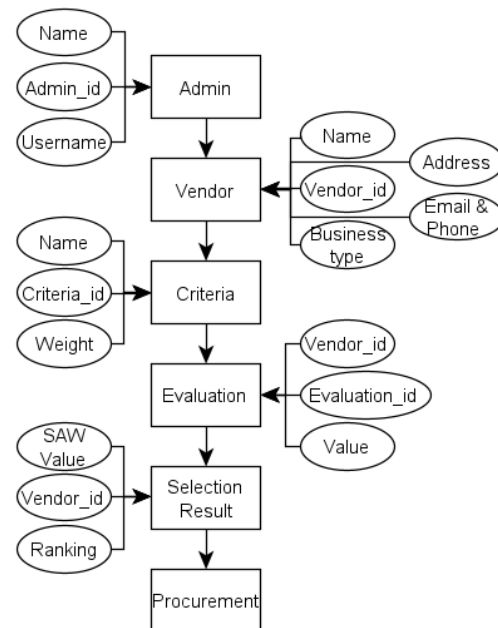 Name
Admin_id
Username
Admin
Name
Address
Vendor_id
Email &
Phone
Business
type
Vendor
Name
Criteria_id
Weight
Criteria
Vendor_id
Evaluation_id
Value
Evaluation
SAW
Value
Vendor_id
Ranking
Selection
Result
Procurement